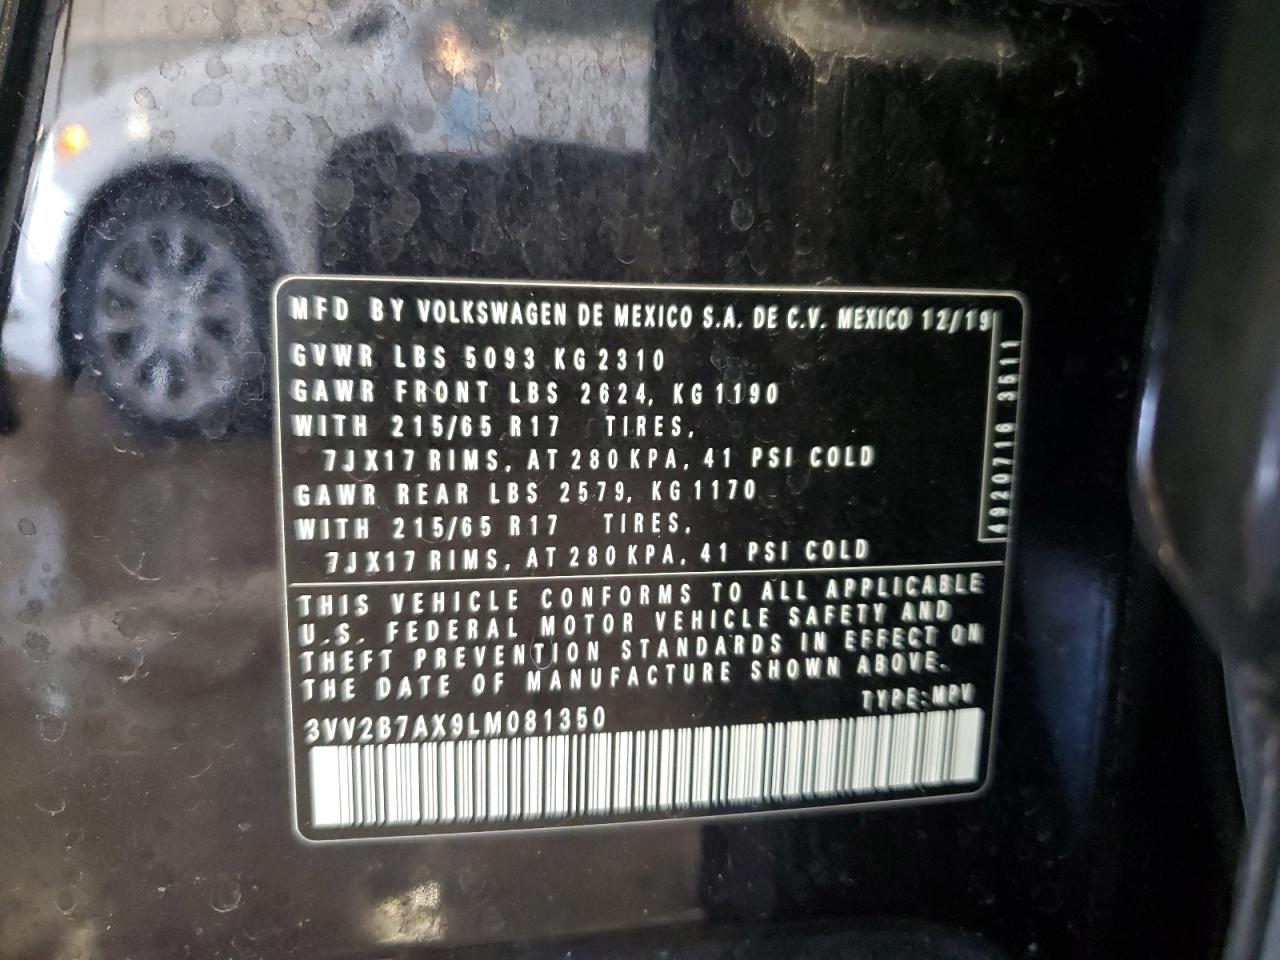 MFD BY VOLKSWAGEN DE MEXICO S.A. DE C.V. MEXICO 12/19
GVWR LBS 5093 KG 2310
GAWR FRONT LBS 2624, KG 1190
WITH 215/65 R17 TIRES,
7JX17 RIMS, AT 280 KPA, 41 PSI COLD
GAWR REAR LBS 2579, KG 1170
WITH 215/65 R17 TIRES,
7JX17 RIMS, AT 280 KPA, 41 PSI COLD
4920716 3511
THIS VEHICLE CONFORMS TO ALL APPLICABLE
U.S. FEDERAL MOTOR VEHICLE SAFETY AND
THEFT PREVENTION STANDARDS IN EFFECT ON
THE DATE OF MANUFACTURE SHOWN ABOVE.
TYPE: MPV
3VV2B7AX9LM081350